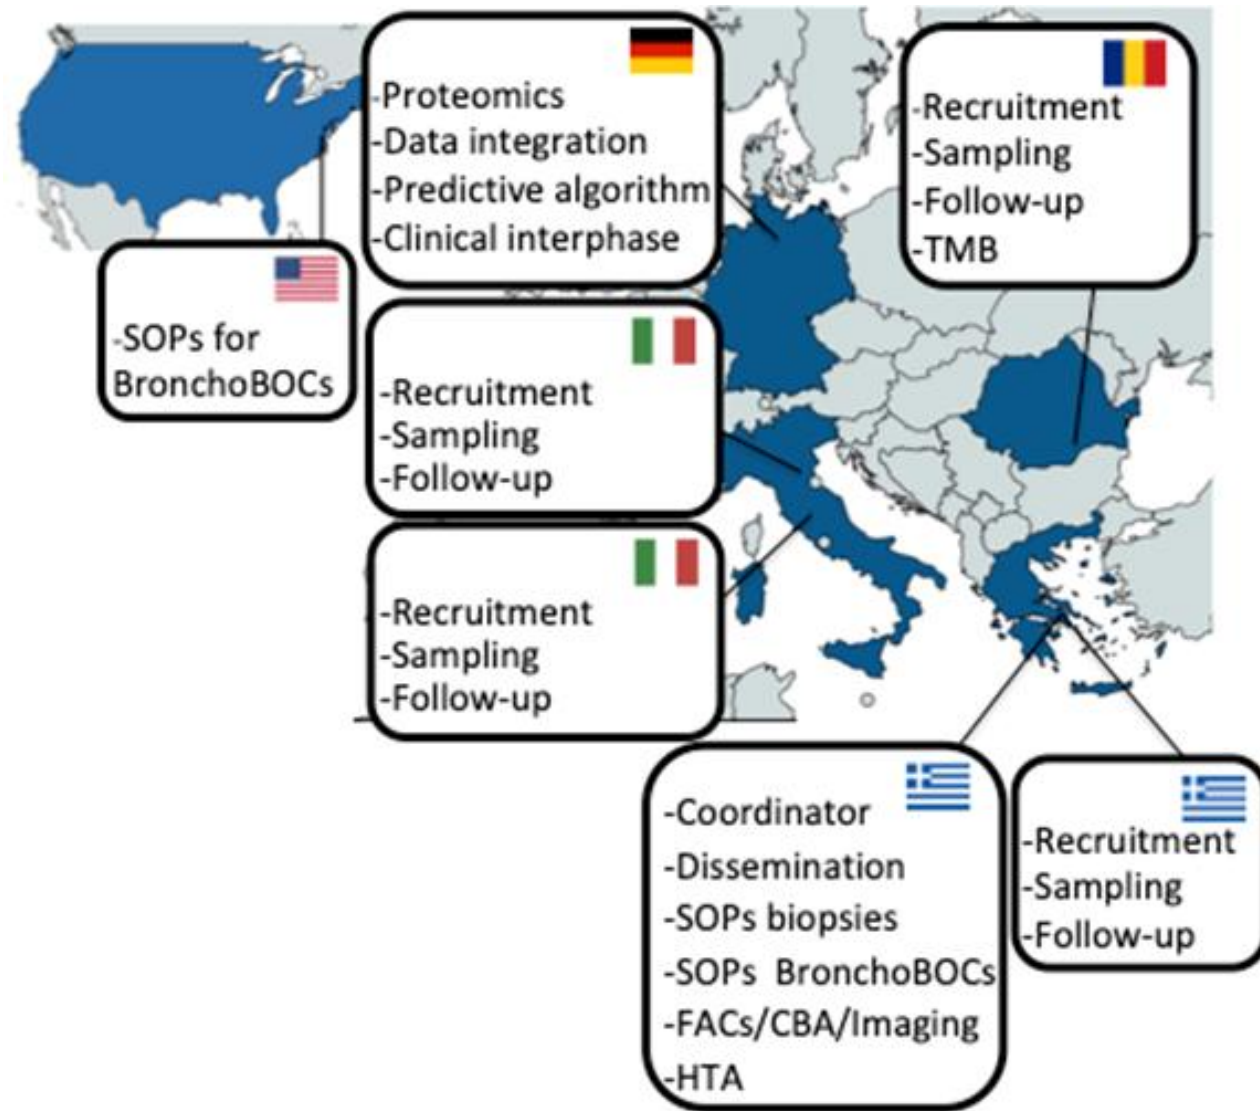 -Proteomics
-Data integration
-Predictive algorithm
-Clinical interphase
-Recruitment
-Sampling
-Follow-up
-TMB
-SOPs for
BronchoBOCs
-Recruitment
-Sampling
-Follow-up
-Recruitment
-Sampling
-Follow-up
-Coordinator
-Dissemination
-SOPs biopsies
-SOPs BronchoBOCs
-FACs/CBA/Imaging
-HTA
-Recruitment
-Sampling
-Follow-up